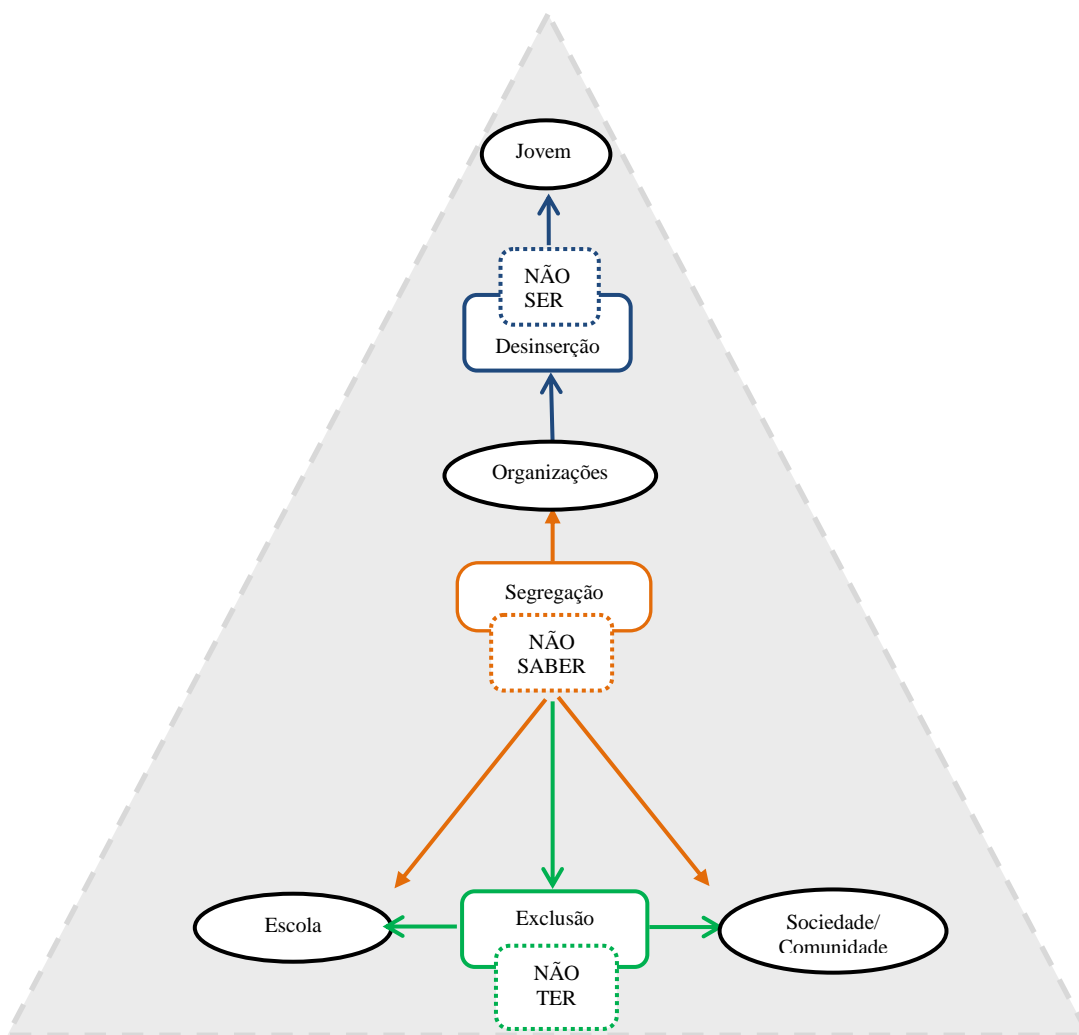 Jovem
NÃO
SER
Desinserção
Organizações
Segregação
NÃO
SABER
Escola
Exclusão
Sociedade/
Comunidade
NÃO
TER